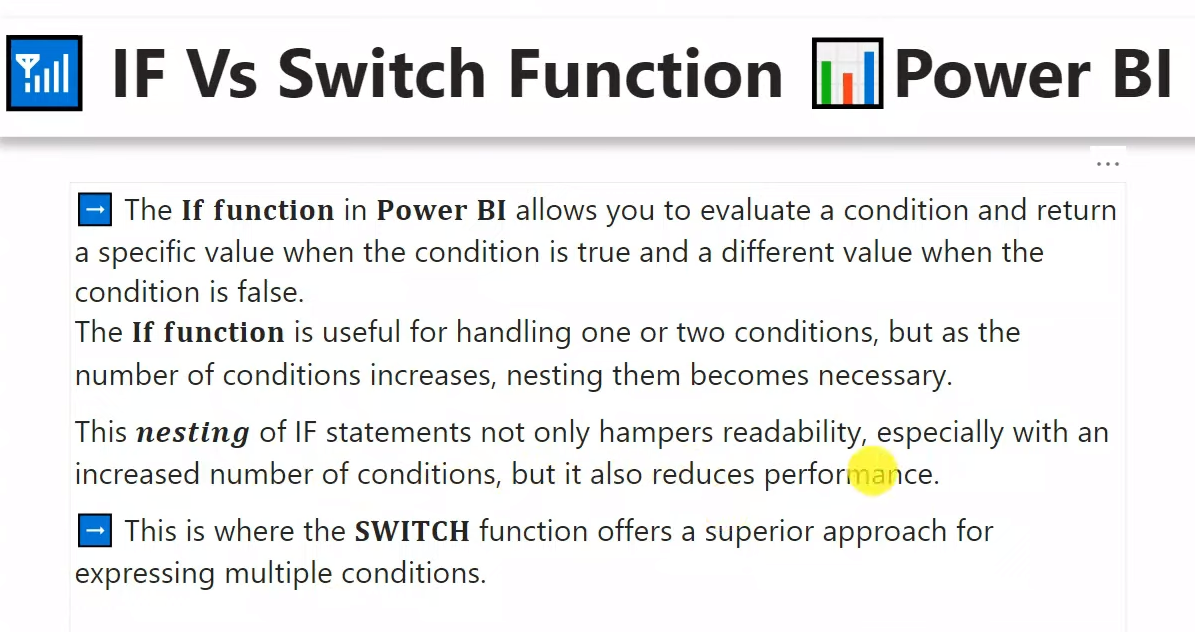 IF Vs Switch Function Power BI
...
The If function in Power BI allows you to evaluate a condition and return
a specific value when the condition is true and a different value when the
condition is false.
The If function is useful for handling one or two conditions, but as the
number of conditions increases, nesting them becomes necessary.
This nesting of IF statements not only hampers readability, especially with an
increased number of conditions, but it also reduces performance.
This is where the SWITCH function offers a superior approach for
expressing multiple conditions.